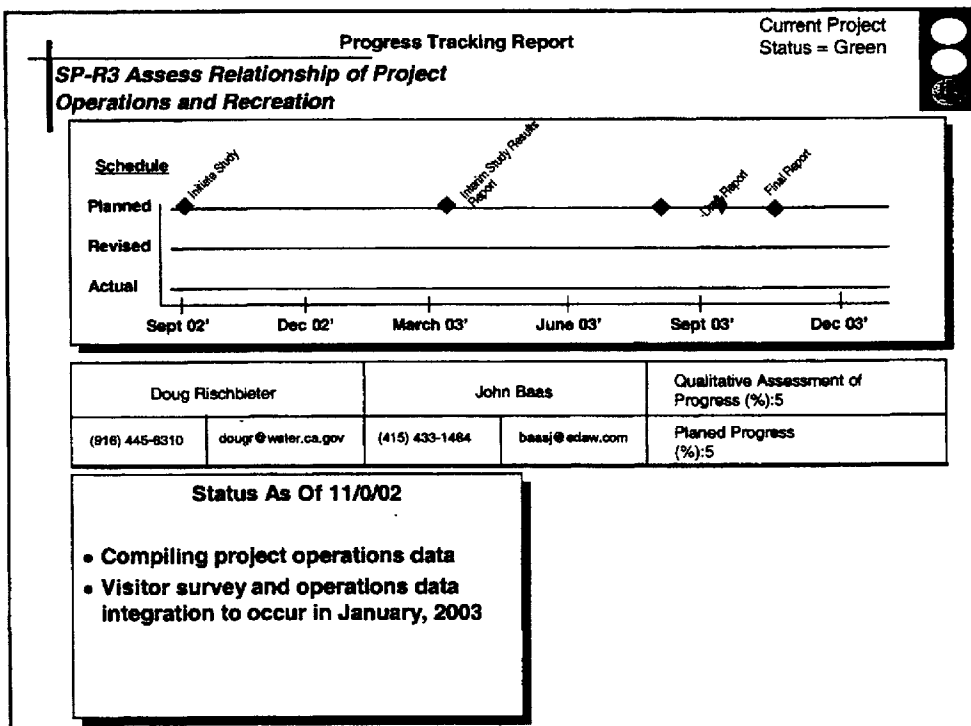 Progress Tracking Report
Current Project
Status = Green
SP-R3 Assess Relationship of Project
Operations and Recreation
Schedule
Initiate Study
Interim Study Results
Report
Draft Report
Final Report
Planned
Revised
Actual
Sept 02'
Dec 02'
March 03'
June 03'
Sept 03'
Dec 03'
Doug Rischbieter
John Baas
Qualitative Assessment of
Progress (%):5
(916) 445-6310
dougr@water.ca.gov
(415) 433-1484
baasj@edaw.com
Planed Progress
(%):5
Status As Of 11/0/02
• Compiling project operations data
• Visitor survey and operations data
integration to occur in January, 2003